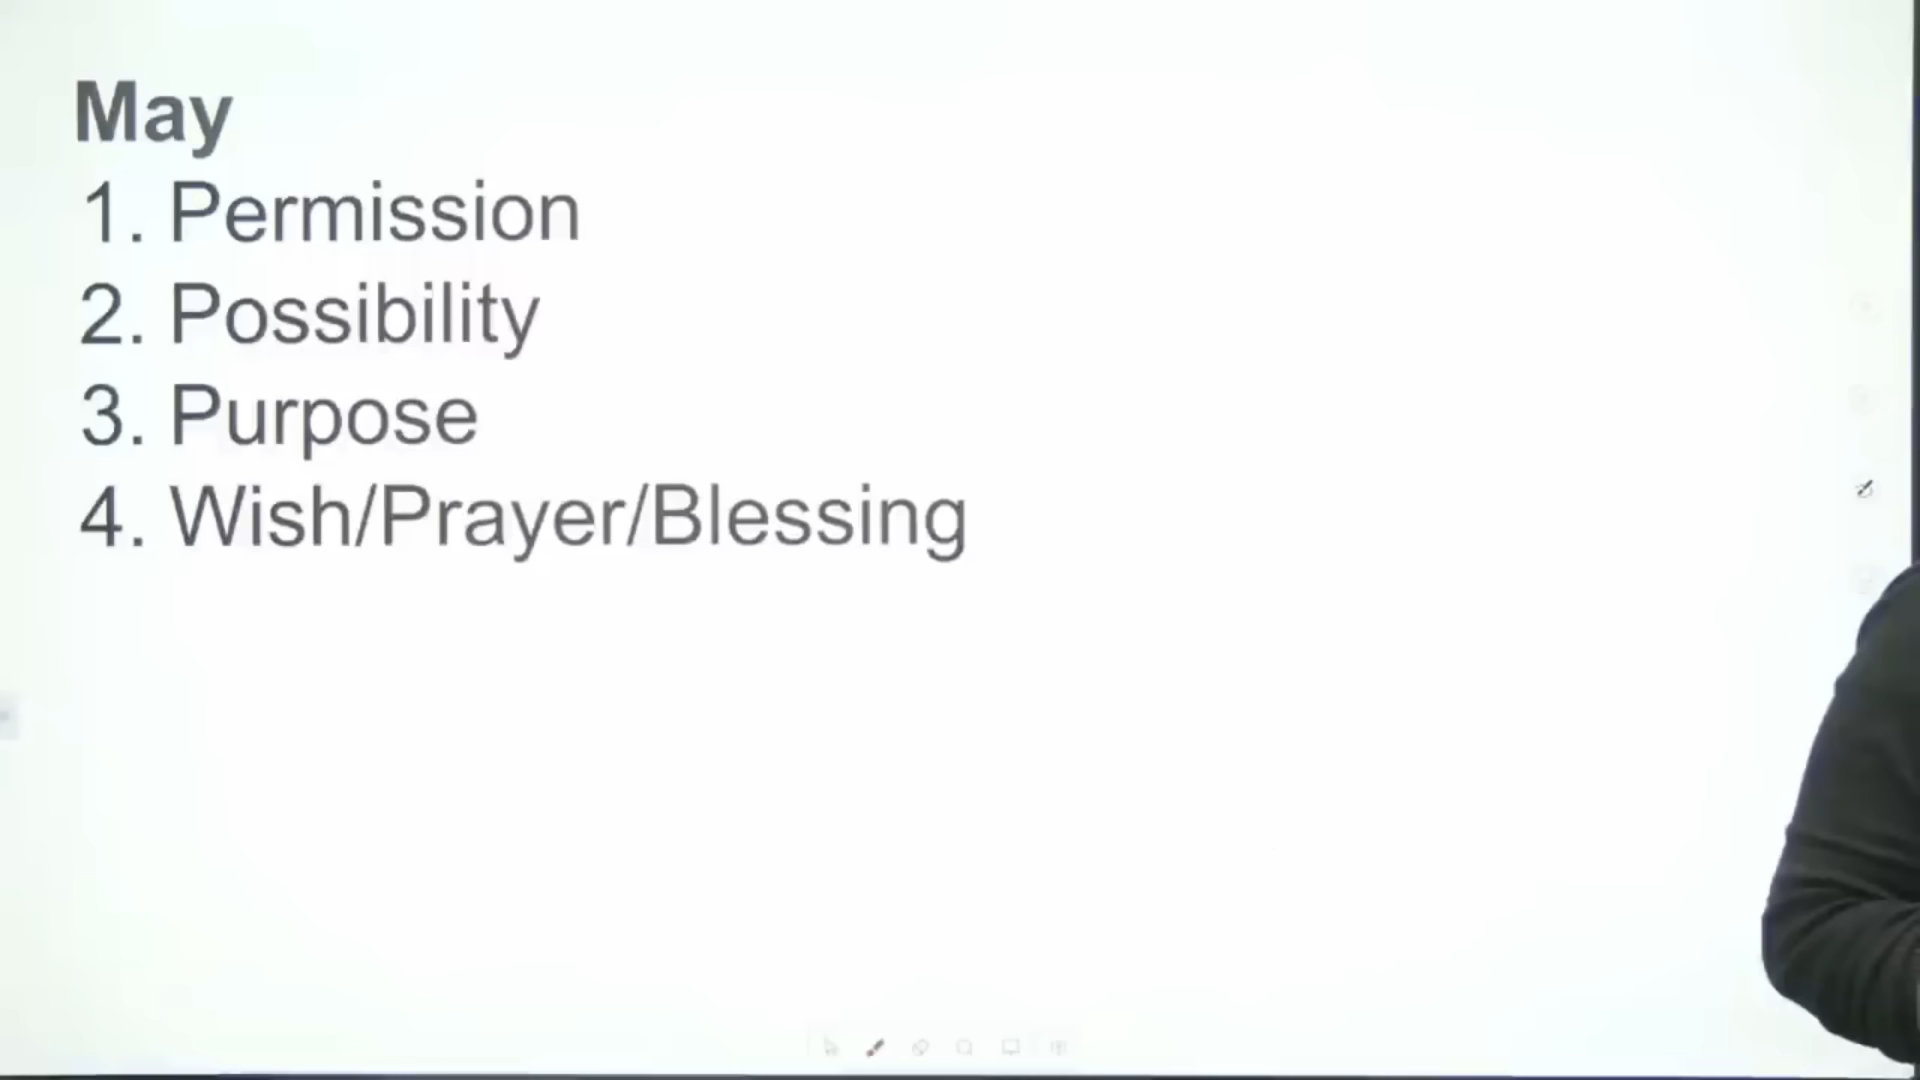 May
1. Permission
2. Possibility
3. Purpose
4. Wish/Prayer/Blessing